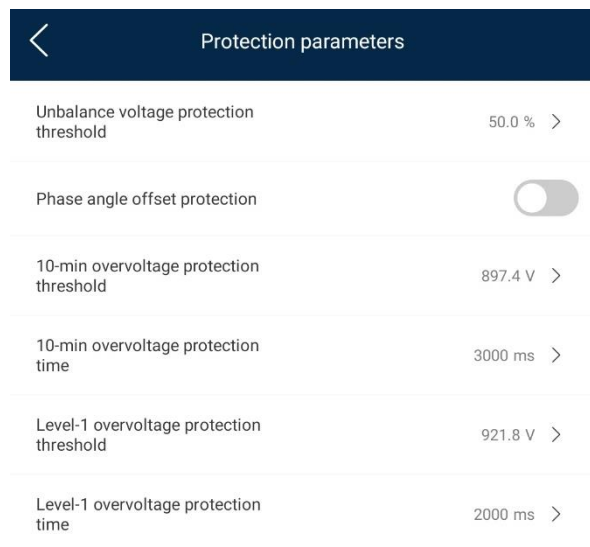 Protection parameters
Unbalance voltage protection
threshold
50.0 %
Phase angle offset protection
10-min overvoltage protection
threshold
897.4 V
10-min overvoltage protection
time
3000 ms
Level-1 overvoltage protection
threshold
921.8 V
Level-1 overvoltage protection
time
2000 ms